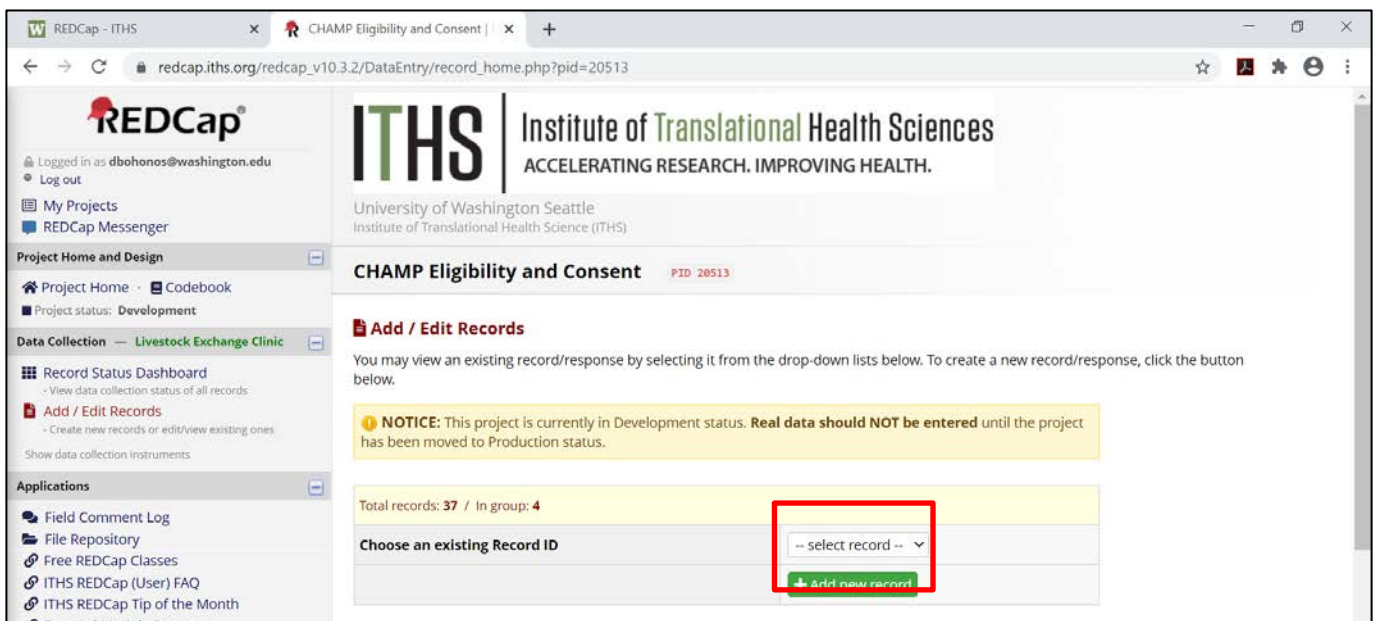 REDCap - ITHS
CHAMP Eligibility and Consent |
redcap.iths.org/redcap_v10.3.2/DataEntry/record_home.php?pid=20513
REDCap®
Logged in as dbohonos@washington.edu
Log out
My Projects
REDCap Messenger
Project Home and Design
Project Home · Codebook
Project status: Development
Data Collection — Livestock Exchange Clinic
Record Status Dashboard
- View data collection status of all records
Add / Edit Records
- Create new records or edit/view existing ones
Show data collection instruments
Applications
Field Comment Log
File Repository
Free REDCap Classes
ITHS REDCap (User) FAQ
ITHS REDCap Tip of the Month
ITHS
Institute of Translational Health Sciences
ACCELERATING RESEARCH. IMPROVING HEALTH.
University of Washington Seattle
Institute of Translational Health Science (ITHS)
CHAMP Eligibility and Consent PID 20513
Add / Edit Records
You may view an existing record/response by selecting it from the drop-down lists below. To create a new record/response, click the button
below.
NOTICE: This project is currently in Development status. Real data should NOT be entered until the project
has been moved to Production status.
Total records: 37 / In group: 4
Choose an existing Record ID
-- select record --
+ Add new record